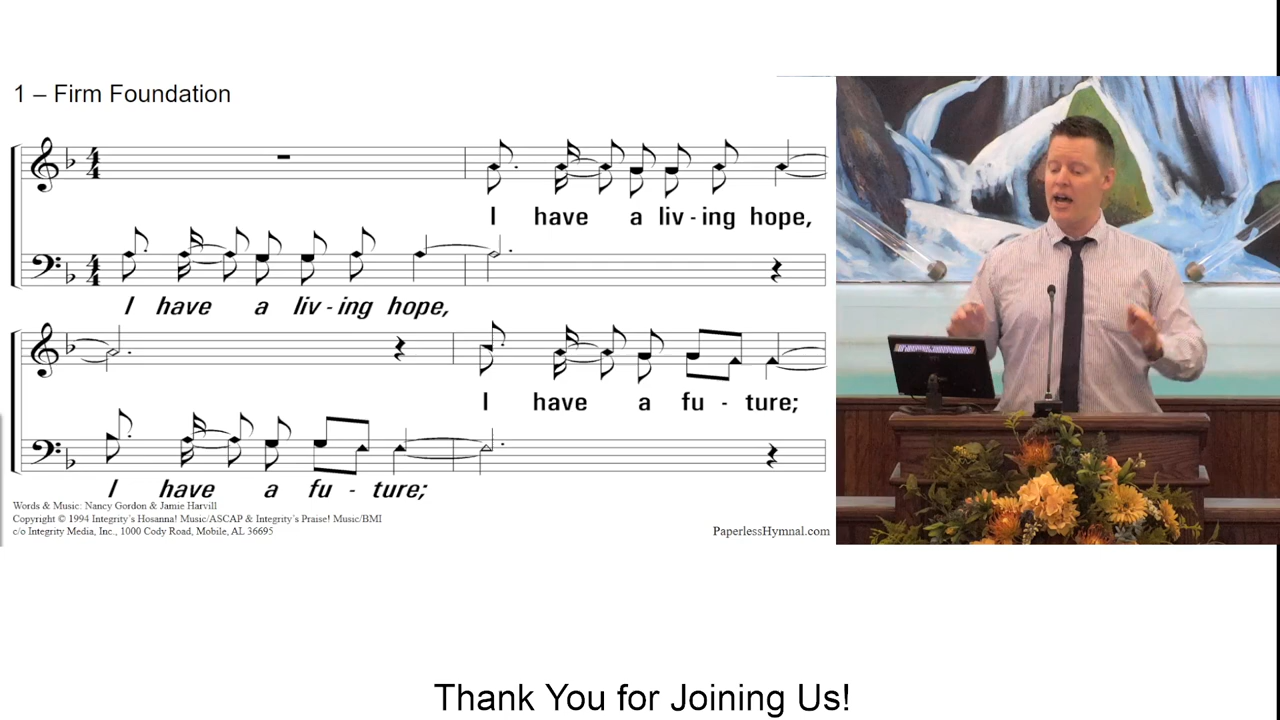 1 – Firm Foundation
I have a liv - ing hope,
I have a liv - ing hope,
I have a fu - ture;
I have a fu - ture;
Words & Music: Nancy Gordon & Jamie Harvill
Copyright © 1994 Integrity's Hosanna! Music/ASCAP & Integrity's Praise! Music/BMI
c/o Integrity Media, Inc., 1000 Cody Road, Mobile, AL 36695
PaperlessHymnal.com
Thank You for Joining Us!